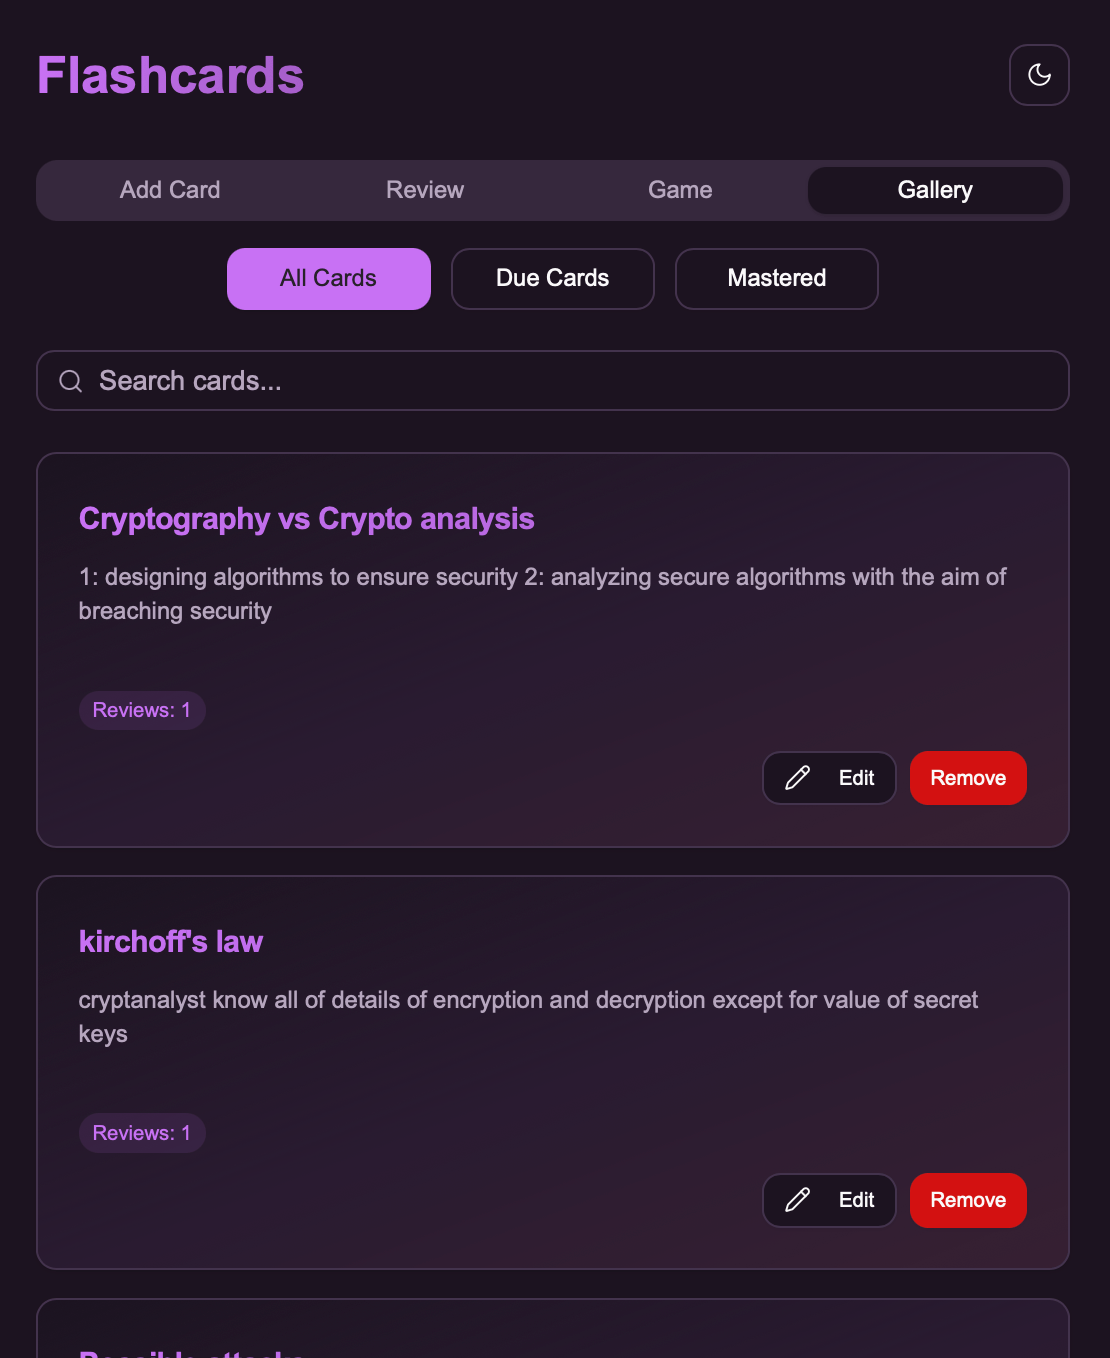 Flashcards
Add Card
Review
Game
Gallery
All Cards
Due Cards
Mastered
Search cards...
Cryptography vs Crypto analysis
1: designing algorithms to ensure security 2: analyzing secure algorithms with the aim of
breaching security
Reviews: 1
Edit
Remove
kirchoff's law
cryptanalyst know all of details of encryption and decryption except for value of secret
keys
Reviews: 1
Edit
Remove
Possible attacks